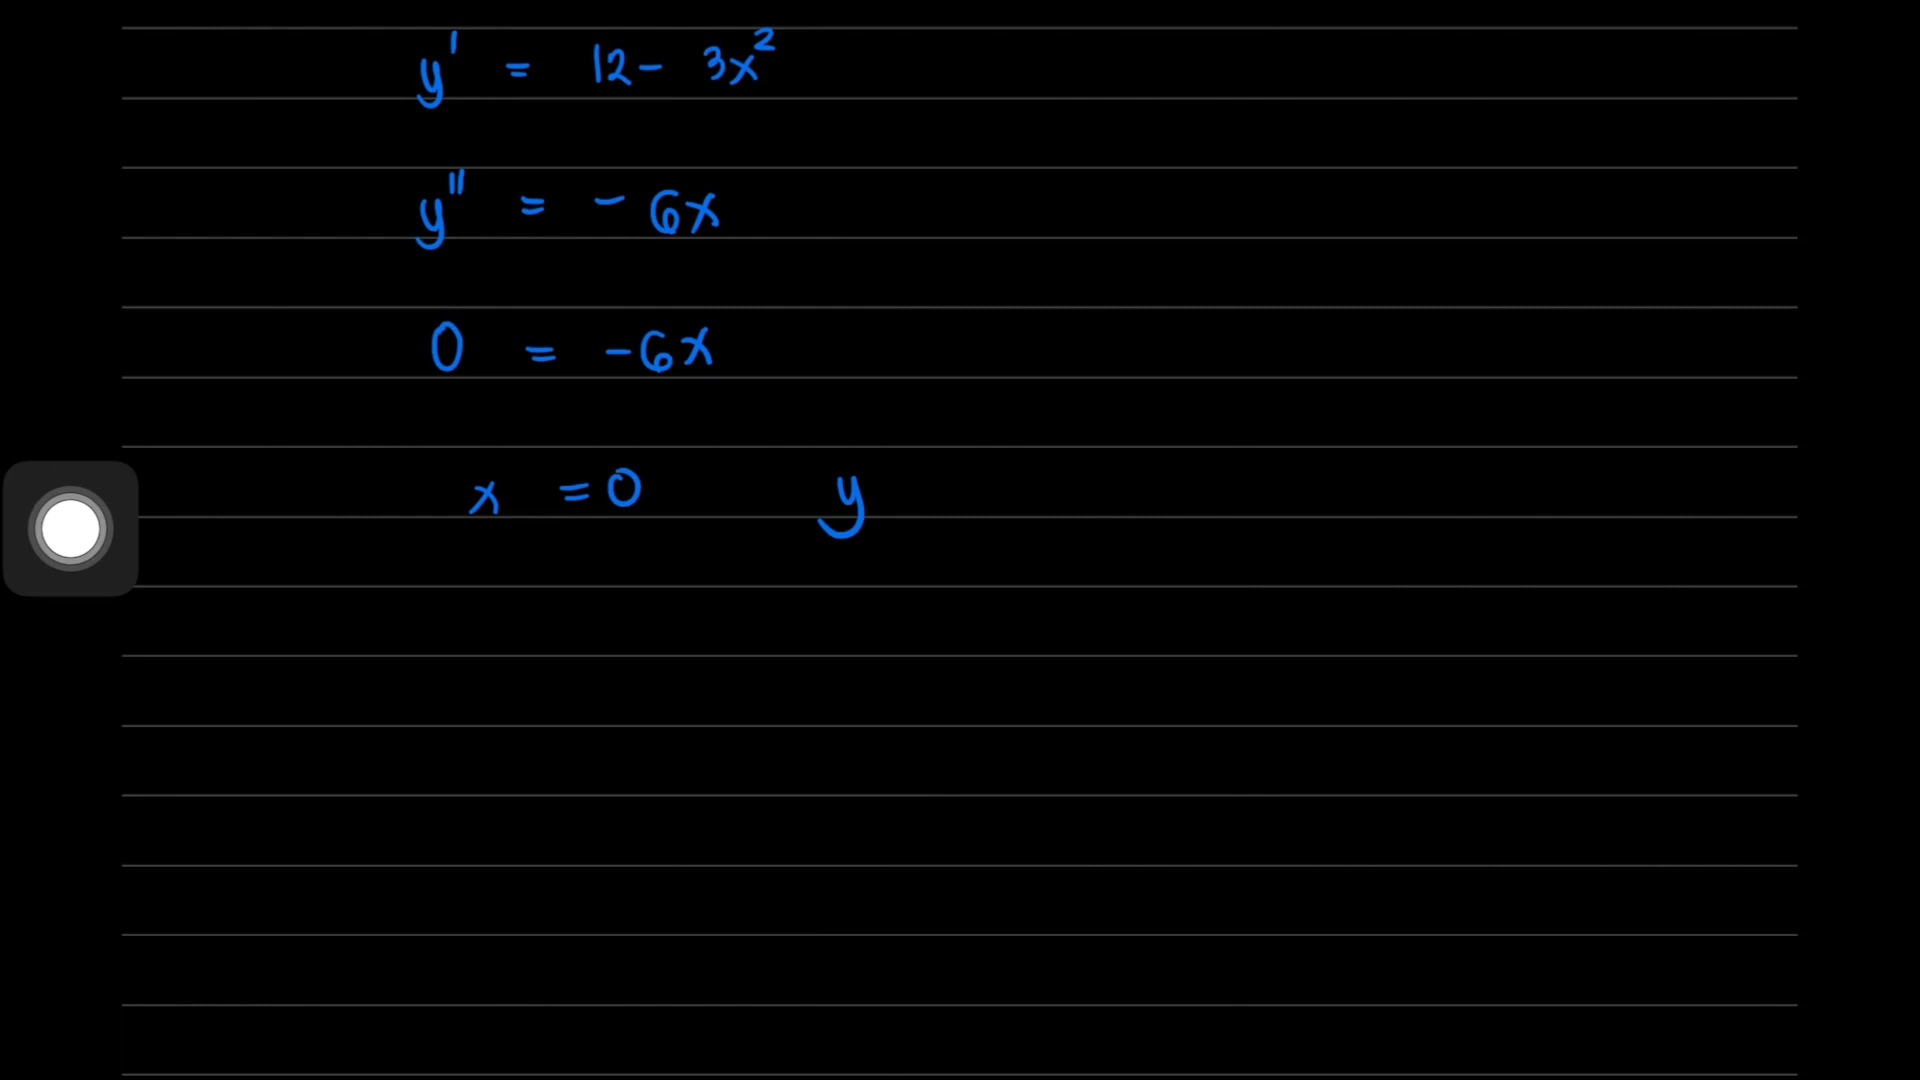 y' = 12 - 3x²
y'' = - 6x
0 = -6x
x = 0 y